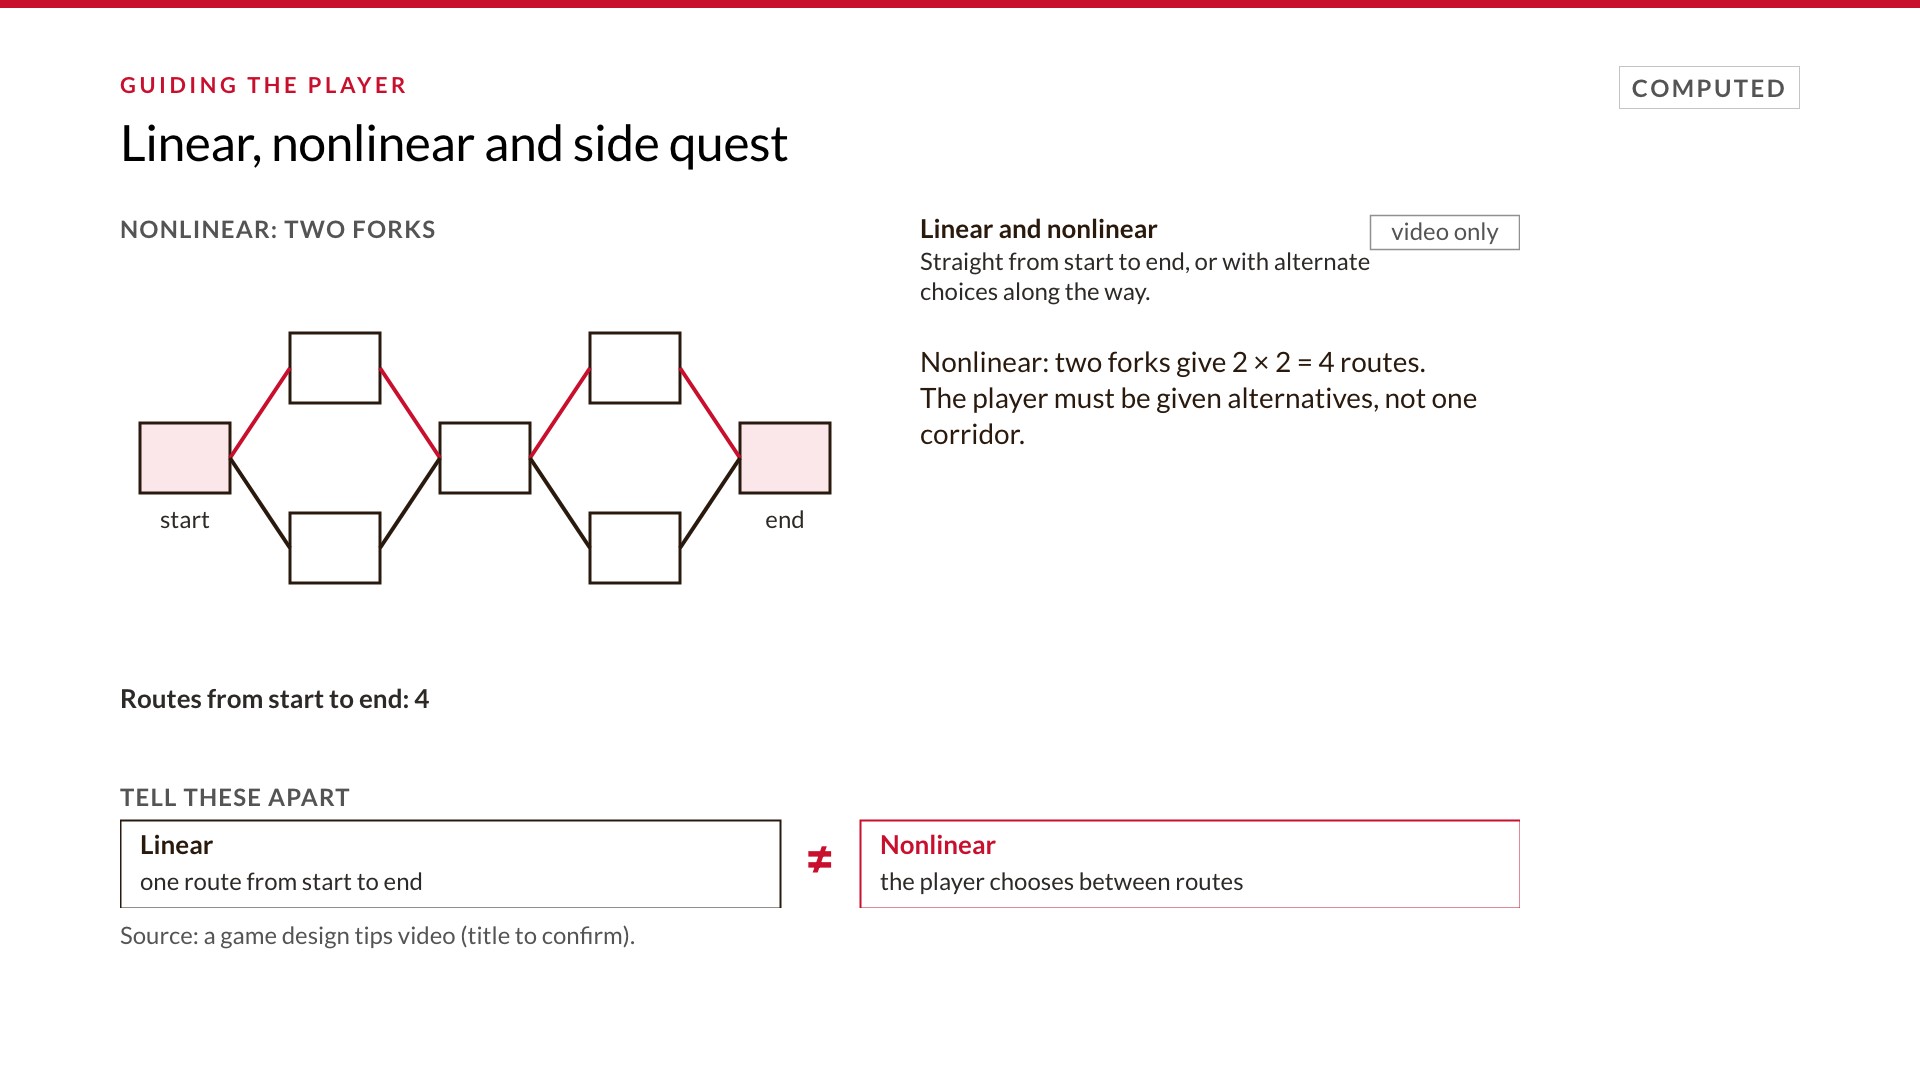 GUIDING THE PLAYER
COMPUTED
Linear, nonlinear and side quest
NONLINEAR: TWO FORKS
start
end
Routes from start to end: 4
Linear and nonlinear
video only
Straight from start to end, or with alternate
choices along the way.
Nonlinear: two forks give 2 × 2 = 4 routes.
The player must be given alternatives, not one
corridor.
TELL THESE APART
Linear
one route from start to end
≠
Nonlinear
the player chooses between routes
Source: a game design tips video (title to confirm).